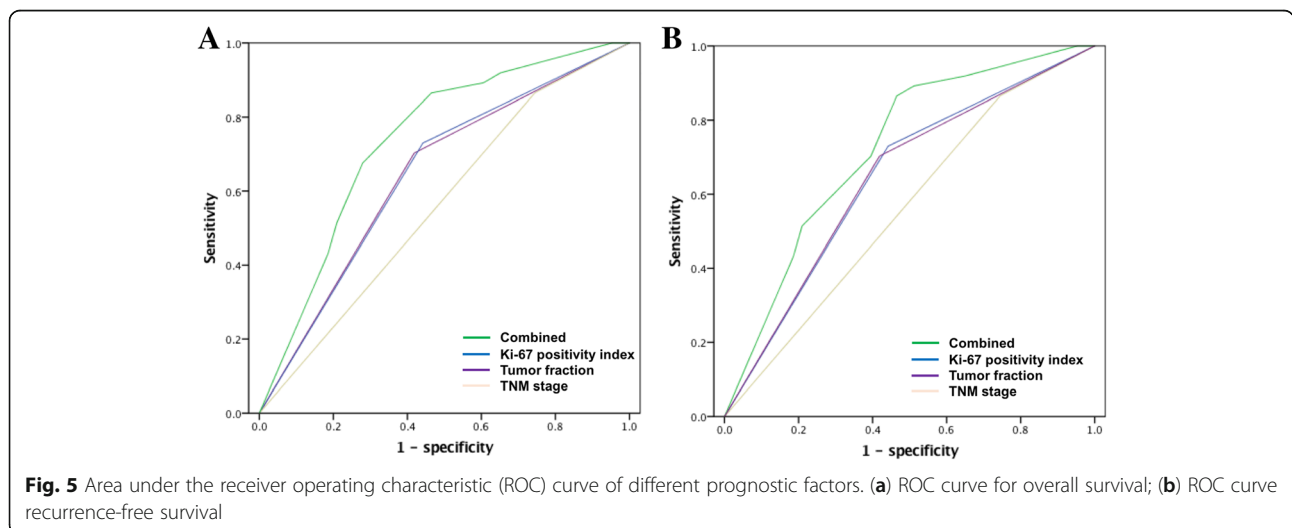 A
1.0
0.8
0.6
0.4
0.2
0.0
Sensitivity
Combined
Ki-67 positivity index
Tumor fraction
TNM stage
0.0 0.2 0.4 0.6 0.8 1.0
1 – specificity
B
1.0
0.8
0.6
0.4
0.2
0.0
Sensitivity
Combined
Ki-67 positivity index
Tumor fraction
TNM stage
0.0 0.2 0.4 0.6 0.8 1.0
1 – specificity
Fig. 5 Area under the receiver operating characteristic (ROC) curve of different prognostic factors. (a) ROC curve for overall survival; (b) ROC curve
recurrence-free survival